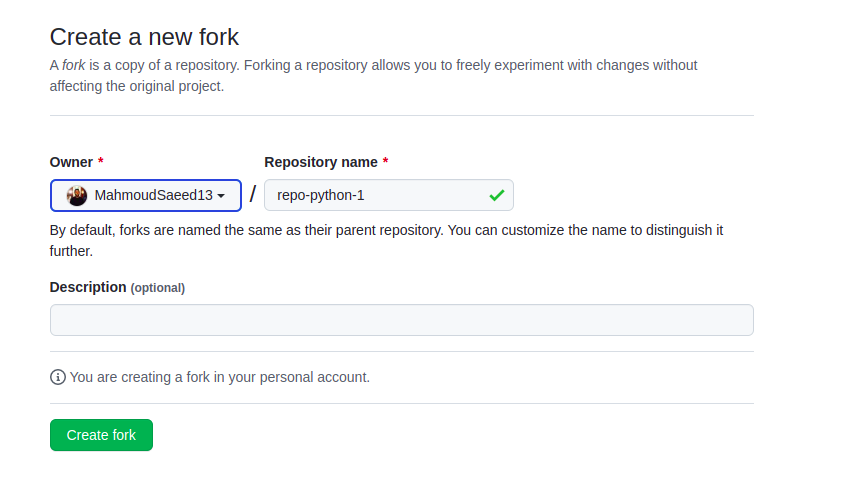 Create a new fork
A fork is a copy of a repository. Forking a repository allows you to freely experiment with changes without
affecting the original project.
Owner * Repository name *
MahmoudSaeed13 / repo-python-1
By default, forks are named the same as their parent repository. You can customize the name to distinguish it
further.
Description (optional)
You are creating a fork in your personal account.
Create fork